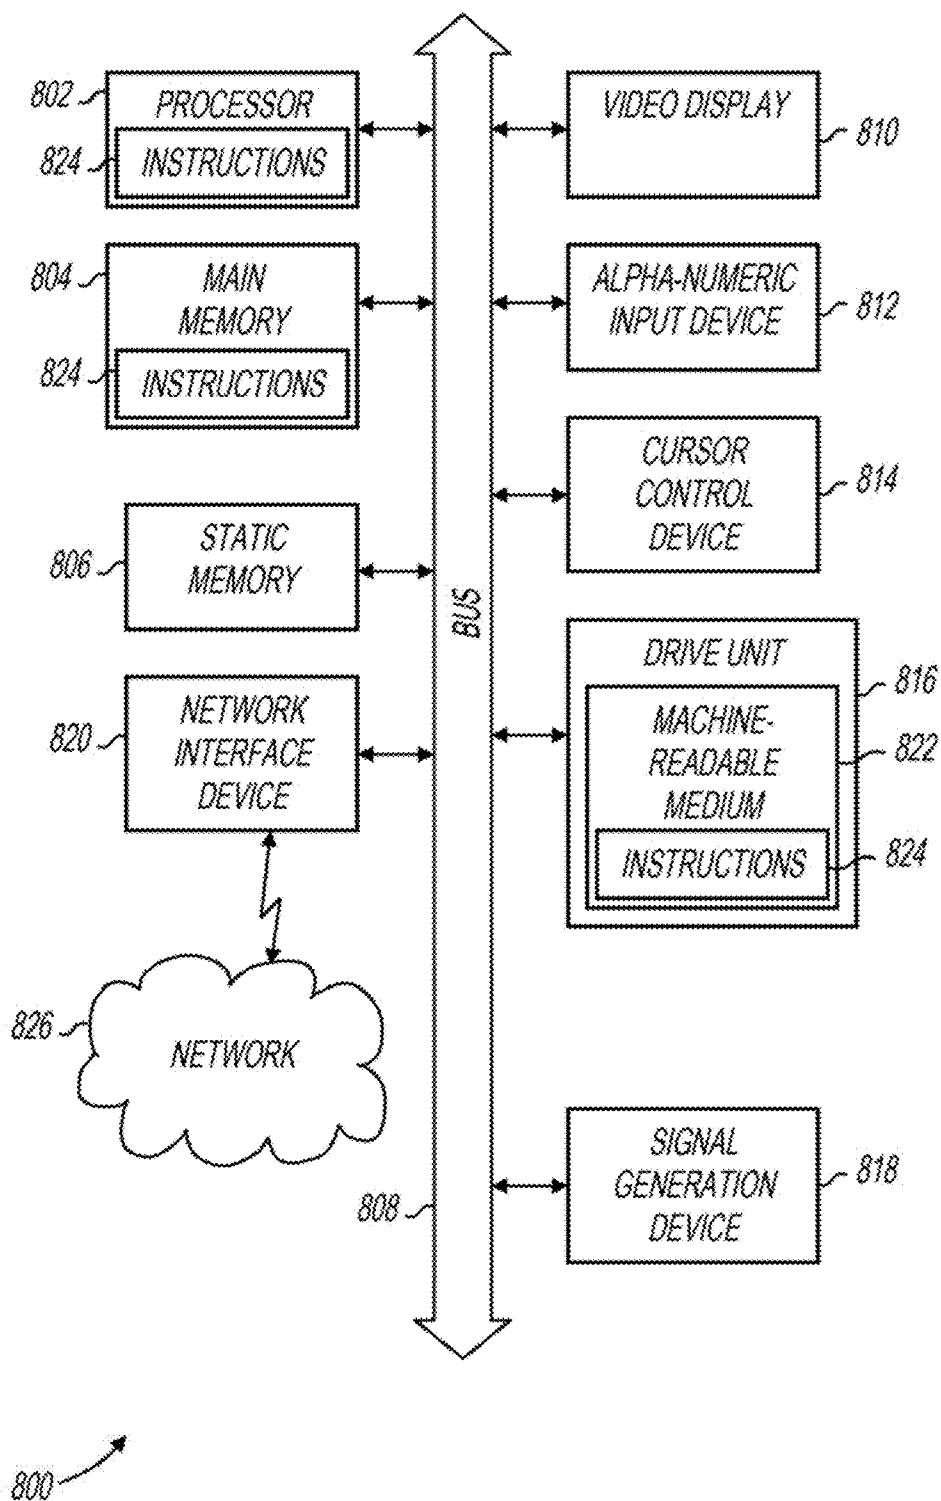 802
PROCESSOR
824
INSTRUCTIONS
804
MAIN
MEMORY
824
INSTRUCTIONS
806
STATIC
MEMORY
820
NETWORK
INTERFACE
DEVICE
826
NETWORK
808
BUS
VIDEO DISPLAY
810
ALPHA-NUMERIC
INPUT DEVICE
812
CURSOR
CONTROL
DEVICE
814
DRIVE UNIT
816
MACHINE-
READABLE
MEDIUM
822
INSTRUCTIONS
824
SIGNAL
GENERATION
DEVICE
818
800